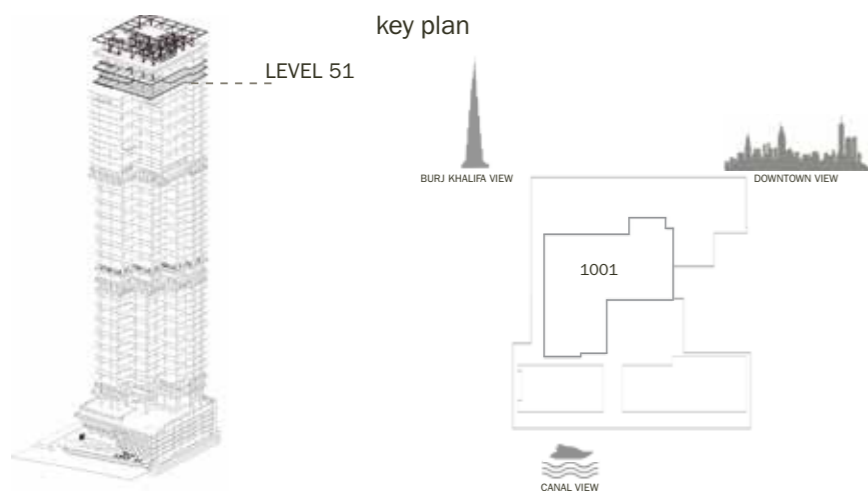 key plan
LEVEL 51
BURJ KHALIFA VIEW
DOWNTOWN VIEW
1001
CANAL VIEW